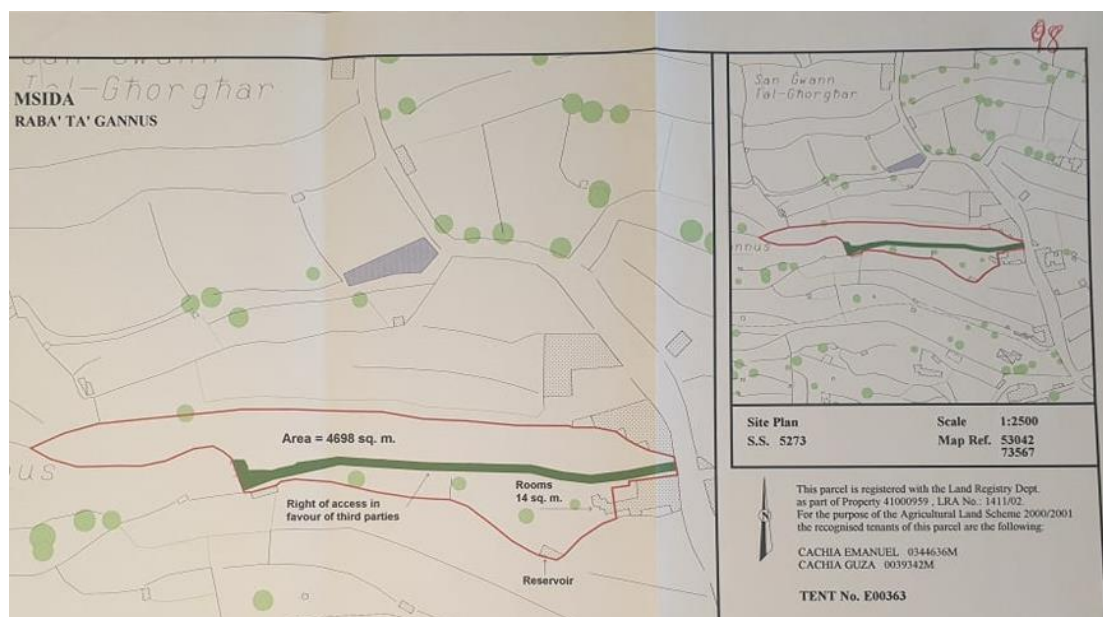 98
San Gwann
Tal-Għorgħar
MSIDA
RABA' TA' GANNUS
Area = 4698 sq. m.
us
Right of access in
favour of third parties
Rooms
14 sq. m.
Reservoir
San Gwann
Tal-Għorgħar
nnus
Site Plan
Scale 1:2500
S.S. 5273
Map Ref. 53042
73567
N
This parcel is registered with the Land Registry Dept.
as part of Property 41000959 , LRA No.: 1411/02.
For the purpose of the Agricultural Land Scheme 2000/2001
the recognised tenants of this parcel are the following:
CACHIA EMANUEL 0344636M
CACHIA GUZA 0039342M
TENT No. E00363